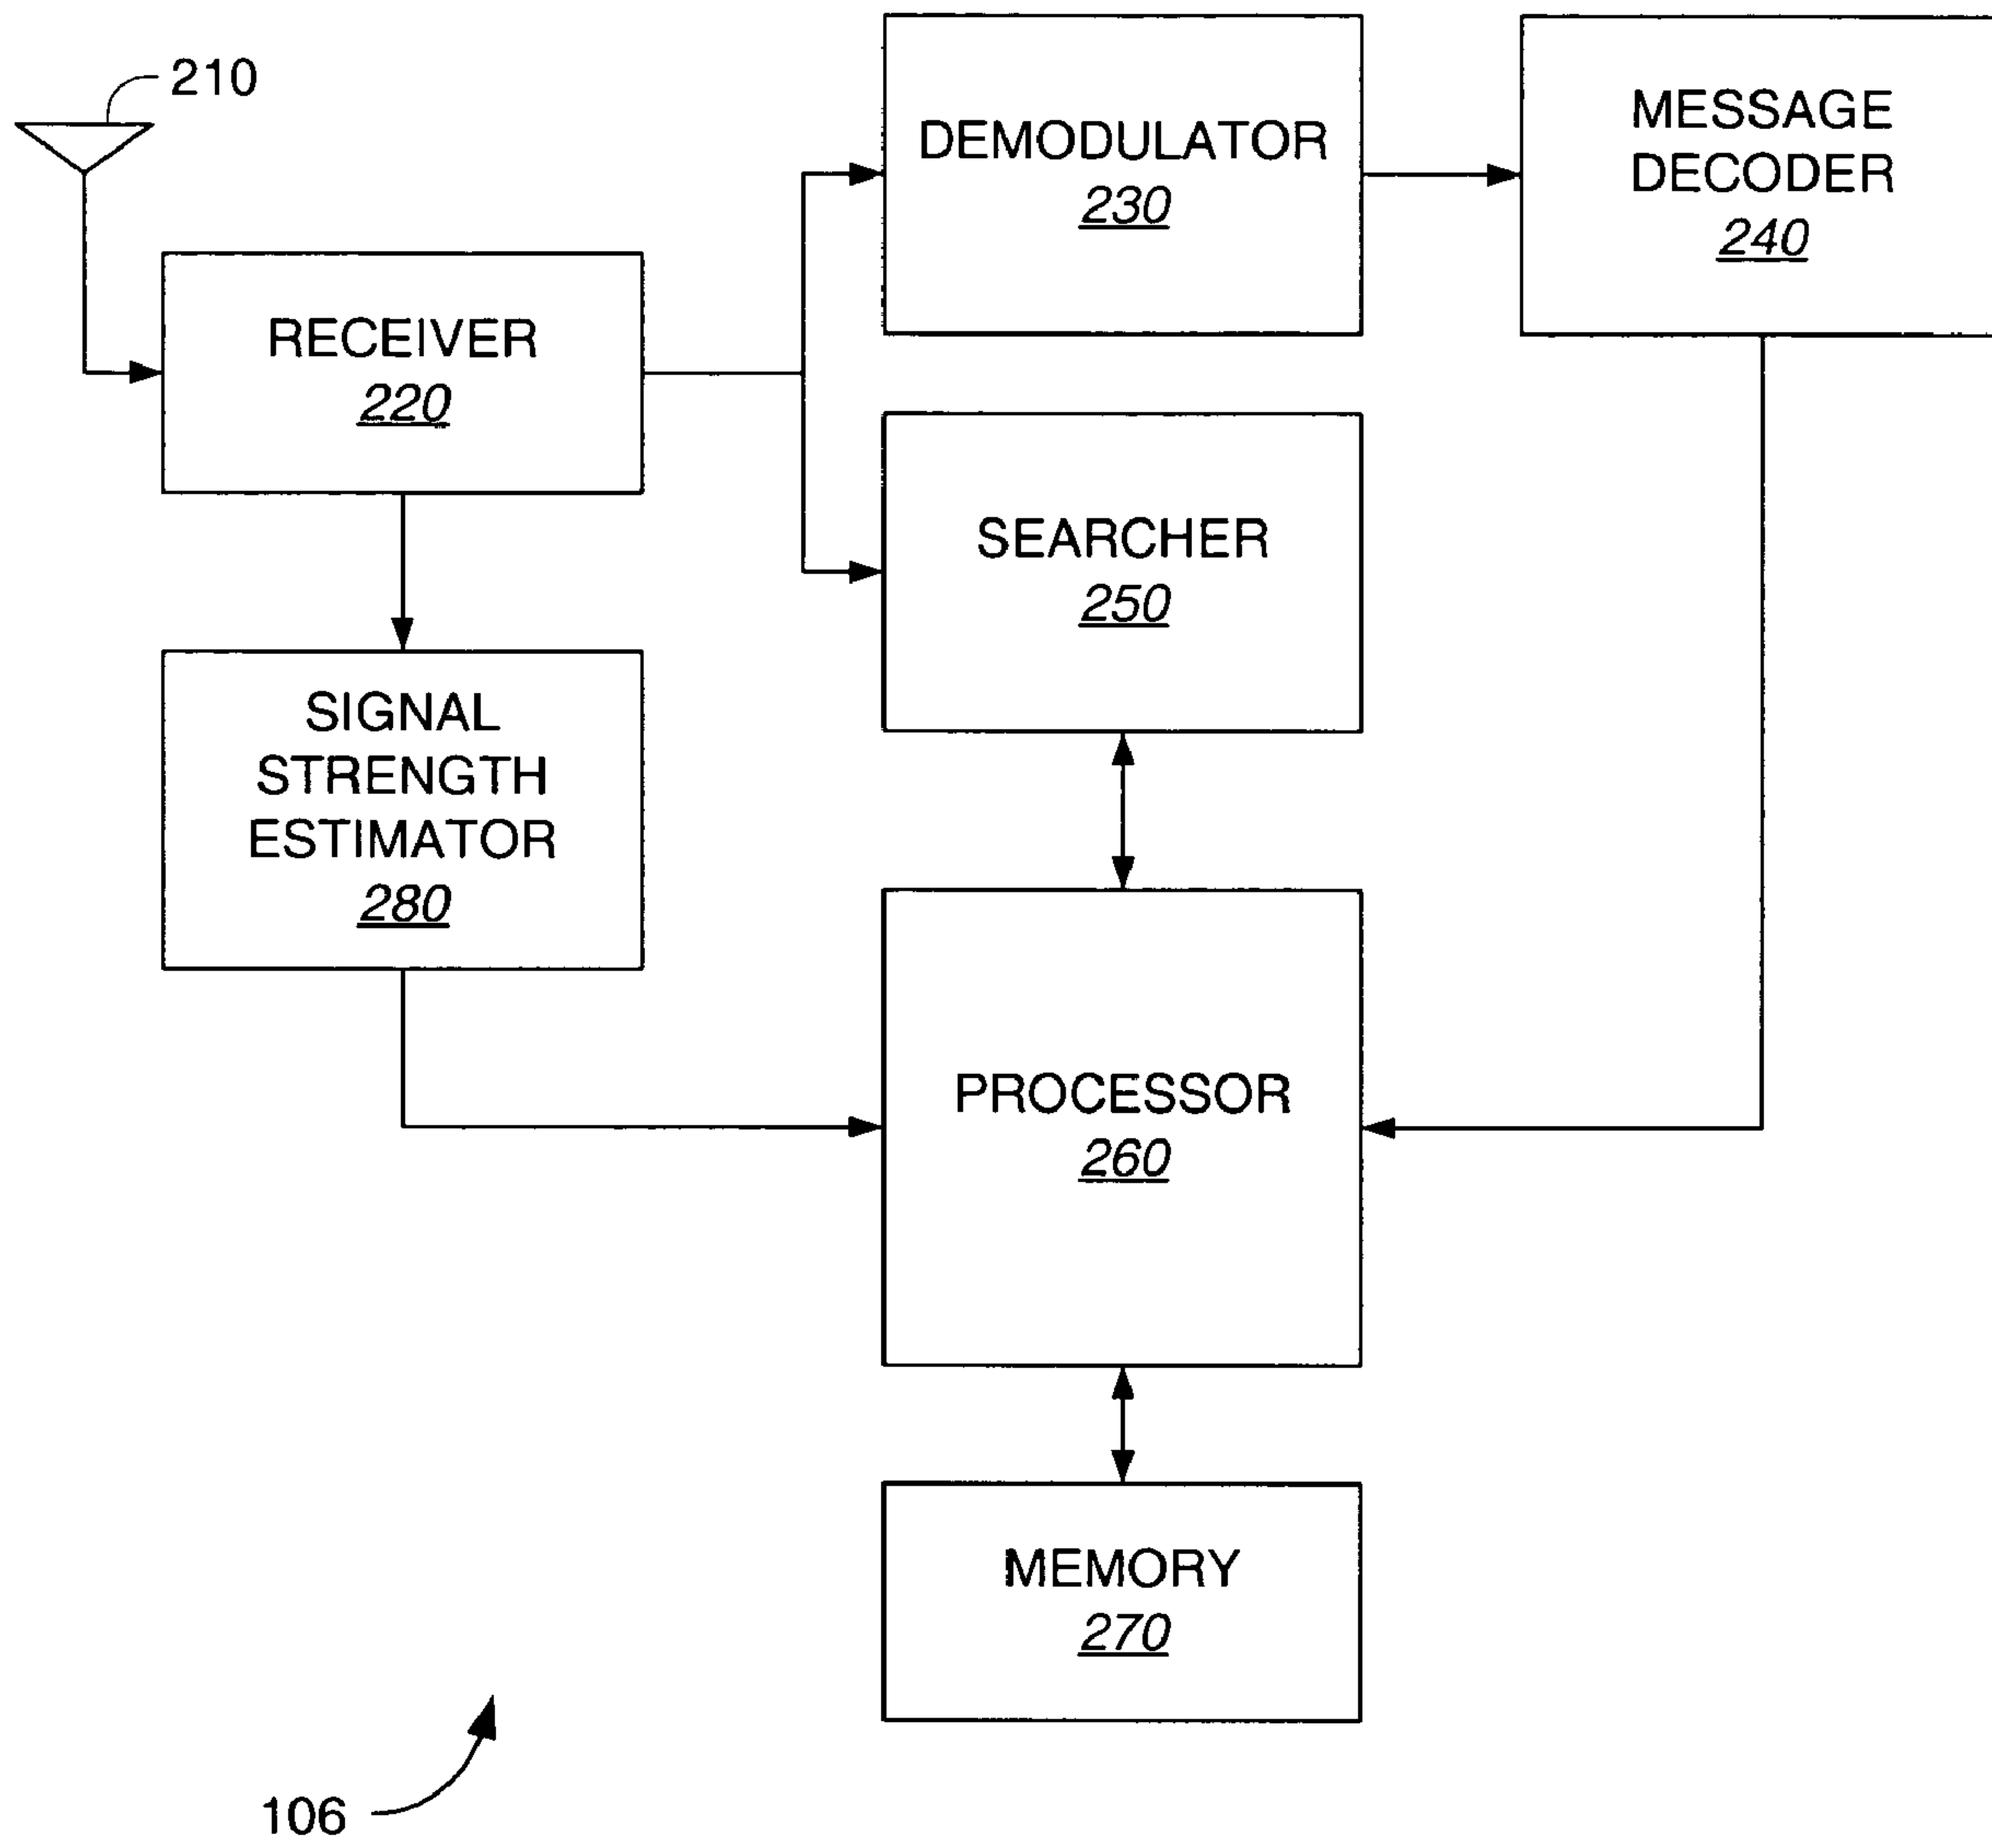 210
DEMODULATOR
230
MESSAGE
DECODER
240
RECEIVER
220
SEARCHER
250
SIGNAL
STRENGTH
ESTIMATOR
280
PROCESSOR
260
MEMORY
270
106